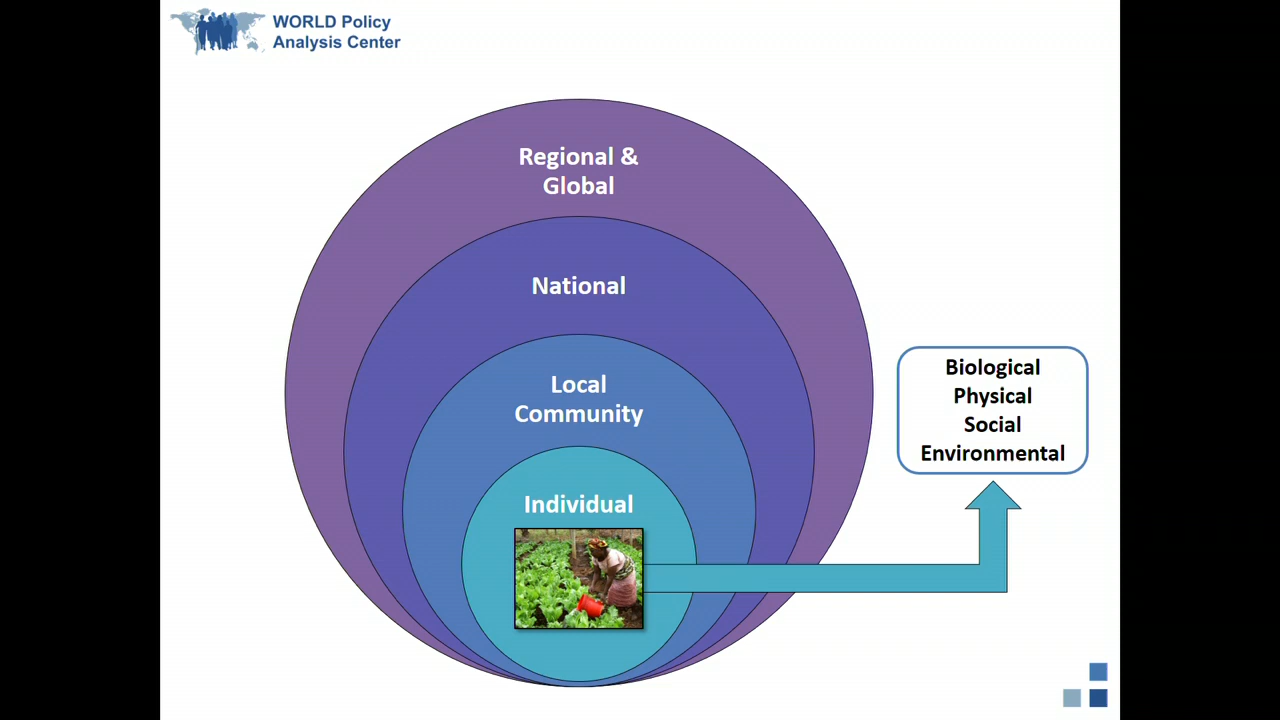 WORLD Policy
Analysis Center
Regional &
Global
National
Local
Community
Individual
Biological
Physical
Social
Environmental